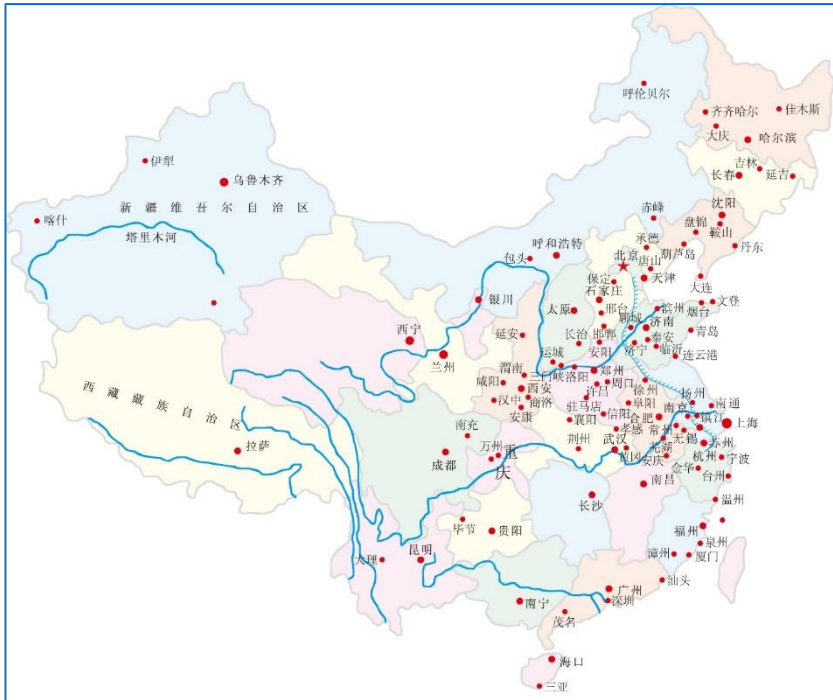 呼伦贝尔
齐齐哈尔
佳木斯
大庆
哈尔滨
伊犁
吉林
长春
延吉
乌鲁木齐
新疆维吾尔自治区
喀什
塔里木河
赤峰
沈阳
盘锦
鞍山
承德
葫芦岛
丹东
呼和浩特
包头
北京
唐山
天津
大连
保定
石家庄
银川
太原
邢台
滨州
烟台
文登
聊城
济南
青岛
西宁
延安
长治
邯郸
泰安
兰州
运城
安阳
济宁
临沂
连云港
渭南
三门峡
洛阳
郑州
咸阳
西安
周口
徐州
西藏藏族自治区
许昌
汉中
商洛
安康
驻马店
阜阳
扬州
南京
南通
襄阳
信阳
合肥
镇江
上海
拉萨
南充
孝感
常州
无锡
苏州
荆州
武汉
芜湖
万州
重庆
黄冈
安庆
杭州
宁波
成都
金华
台州
南昌
长沙
温州
毕节
贵阳
福州
泉州
大理
昆明
漳州
厦门
汕头
广州
深圳
南宁
茂名
海口
三亚